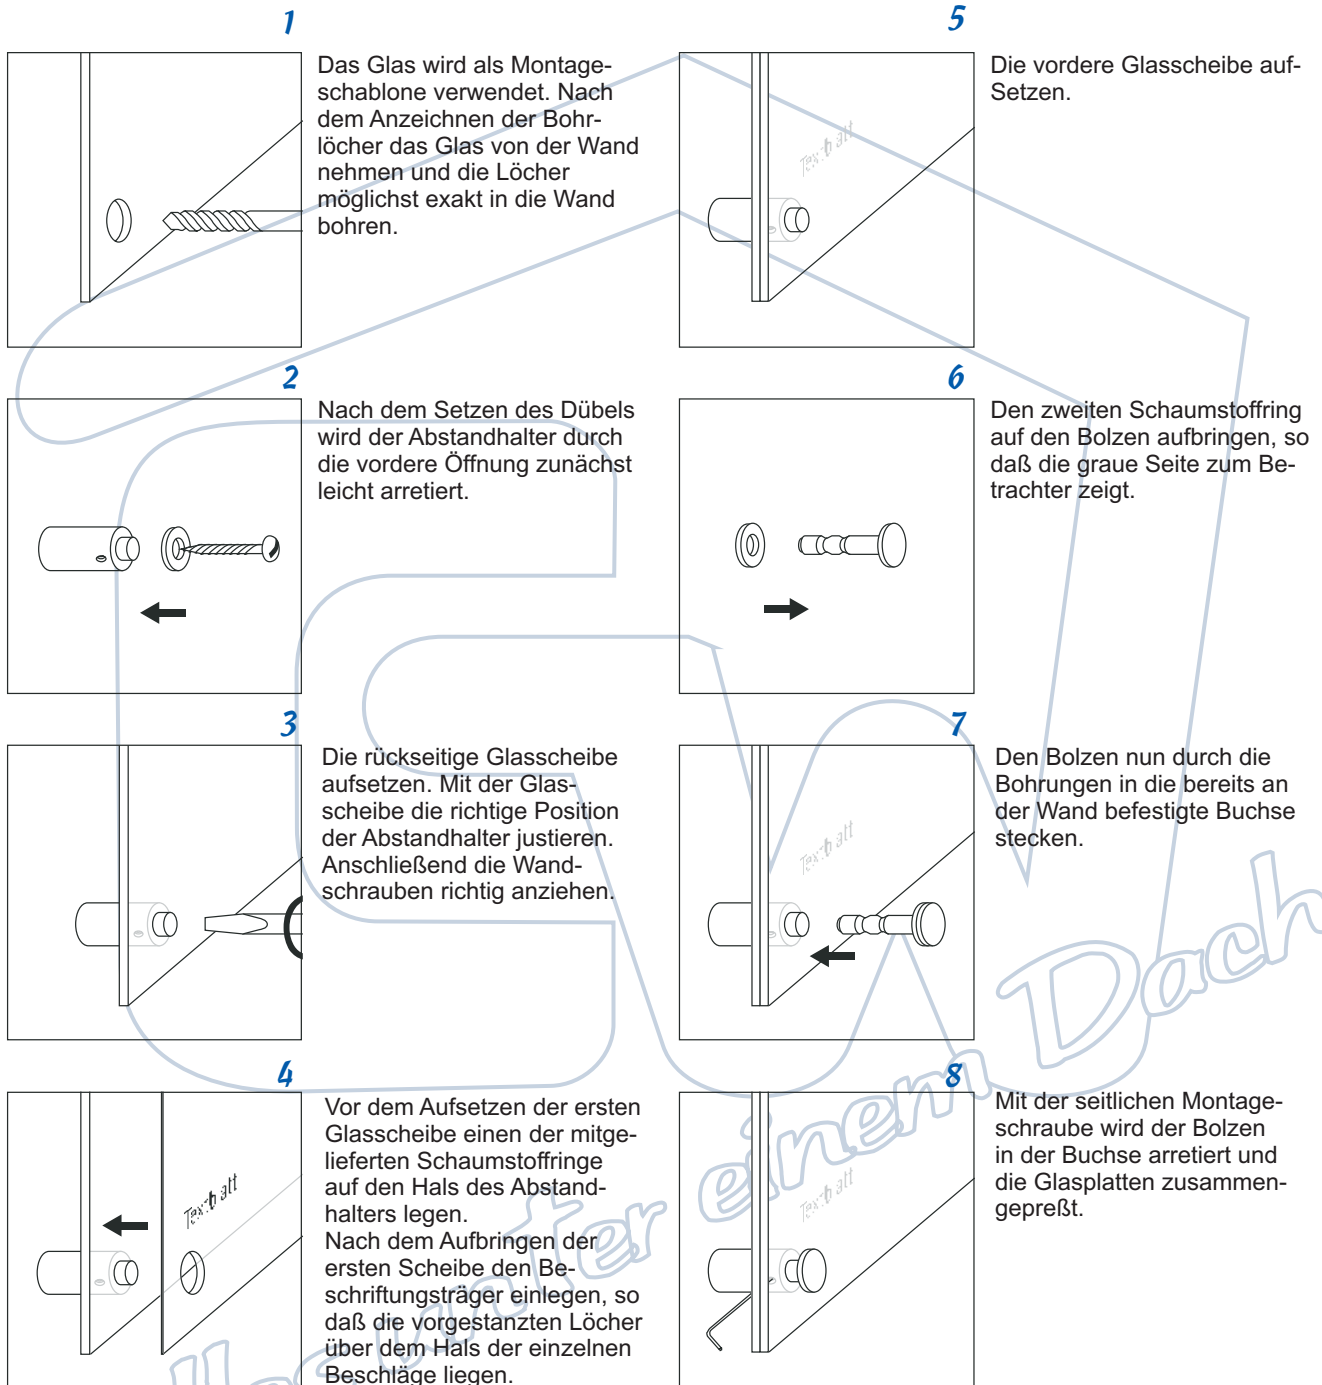 1
Das Glas wird als Montage-
schablone verwendet. Nach
dem Anzeichnen der Bohr-
löcher das Glas von der Wand
nehmen und die Löcher
möglichst exakt in die Wand
bohren.
2
Nach dem Setzen des Dübels
wird der Abstandhalter durch
die vordere Öffnung zunächst
leicht arretiert.
3
Die rückseitige Glasscheibe
aufsetzen. Mit der Glas-
scheibe die richtige Position
der Abstandhalter justieren.
Anschließend die Wand-
schrauben richtig anziehen.
4
Textblatt
Vor dem Aufsetzen der ersten
Glasscheibe einen der mitge-
lieferten Schaumstoffringe
auf den Hals des Abstand-
halters legen.
Nach dem Aufbringen der
ersten Scheibe den Be-
schriftungsträger einlegen, so
daß die vorgestanzten Löcher
über dem Hals der einzelnen
Beschläge liegen.
5
Textblatt
Die vordere Glasscheibe auf-
Setzen.
6
Den zweiten Schaumstoffring
auf den Bolzen aufbringen, so
daß die graue Seite zum Be-
trachter zeigt.
7
Textblatt
Den Bolzen nun durch die
Bohrungen in die bereits an
der Wand befestigte Buchse
stecken.
8
Textblatt
Mit der seitlichen Montage-
schraube wird der Bolzen
in der Buchse arretiert und
die Glasplatten zusammen-
gepreßt.
unter einem Dach